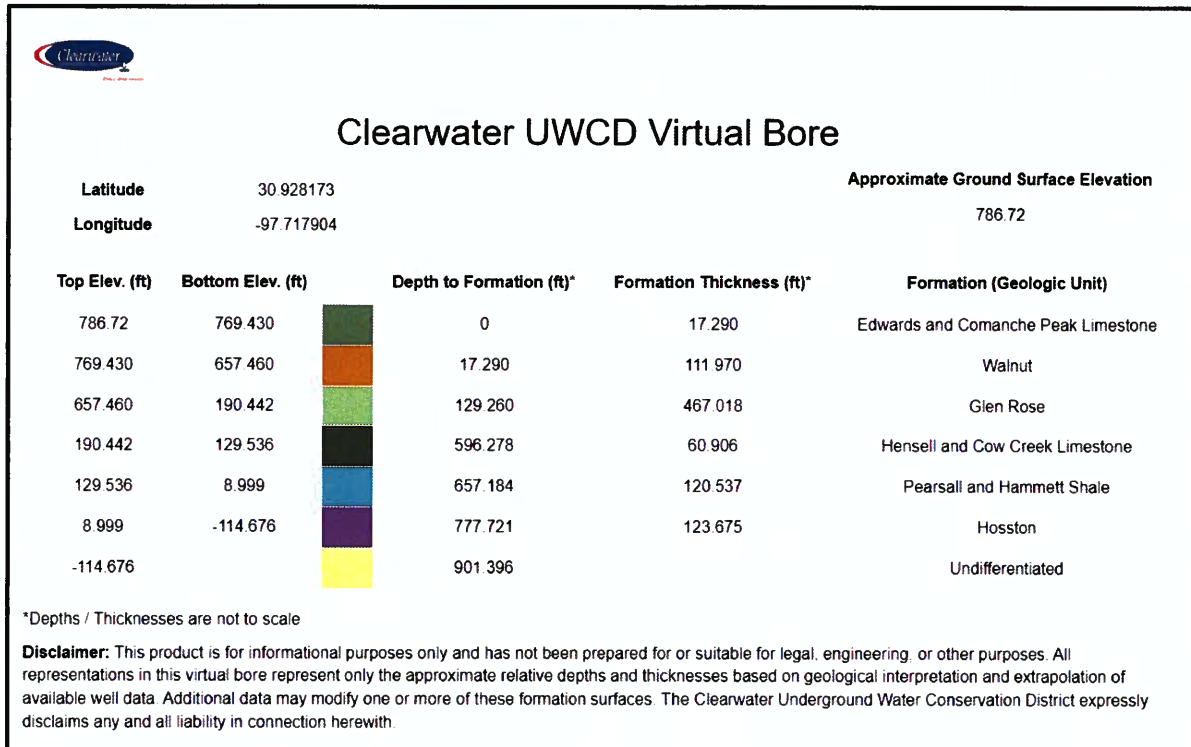 Clearwater
Clearwater UWCD Virtual Bore
Latitude 30.928173
Longitude -97.717904
Approximate Ground Surface Elevation
786.72
Top Elev. (ft) Bottom Elev. (ft) Depth to Formation (ft)* Formation Thickness (ft)* Formation (Geologic Unit)
786.72 769.430 0 17.290 Edwards and Comanche Peak Limestone
769.430 657.460 17.290 111.970 Walnut
657.460 190.442 129.260 467.018 Glen Rose
190.442 129.536 596.278 60.906 Hensell and Cow Creek Limestone
129.536 8.999 657.184 120.537 Pearsall and Hammett Shale
8.999 -114.676 777.721 123.675 Hosston
-114.676 901.396 Undifferentiated
*Depths / Thicknesses are not to scale
Disclaimer: This product is for informational purposes only and has not been prepared for or suitable for legal, engineering, or other purposes. All
representations in this virtual bore represent only the approximate relative depths and thicknesses based on geological interpretation and extrapolation of
available well data. Additional data may modify one or more of these formation surfaces. The Clearwater Underground Water Conservation District expressly
disclaims any and all liability in connection herewith.